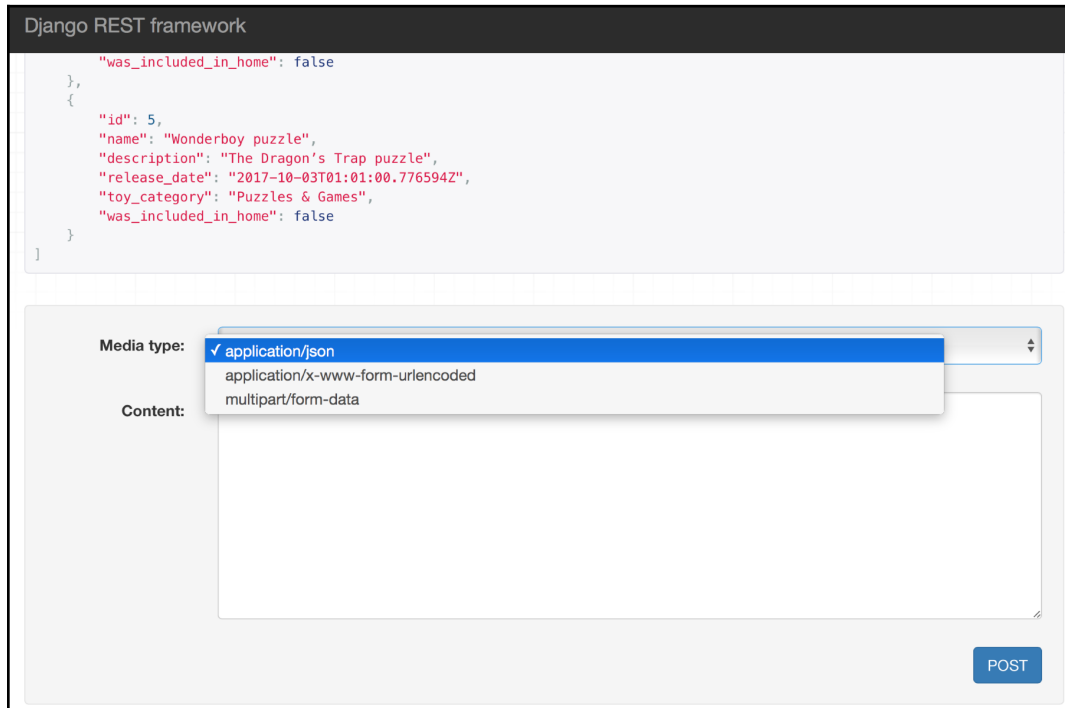 Django REST framework
"was_included_in_home": false
},
{
"id": 5,
"name": "Wonderboy puzzle",
"description": "The Dragon’s Trap puzzle",
"release_date": "2017-10-03T01:01:00.776594Z",
"toy_category": "Puzzles & Games",
"was_included_in_home": false
}
]
Media type:
✓ application/json
application/x-www-form-urlencoded
multipart/form-data
Content:
POST